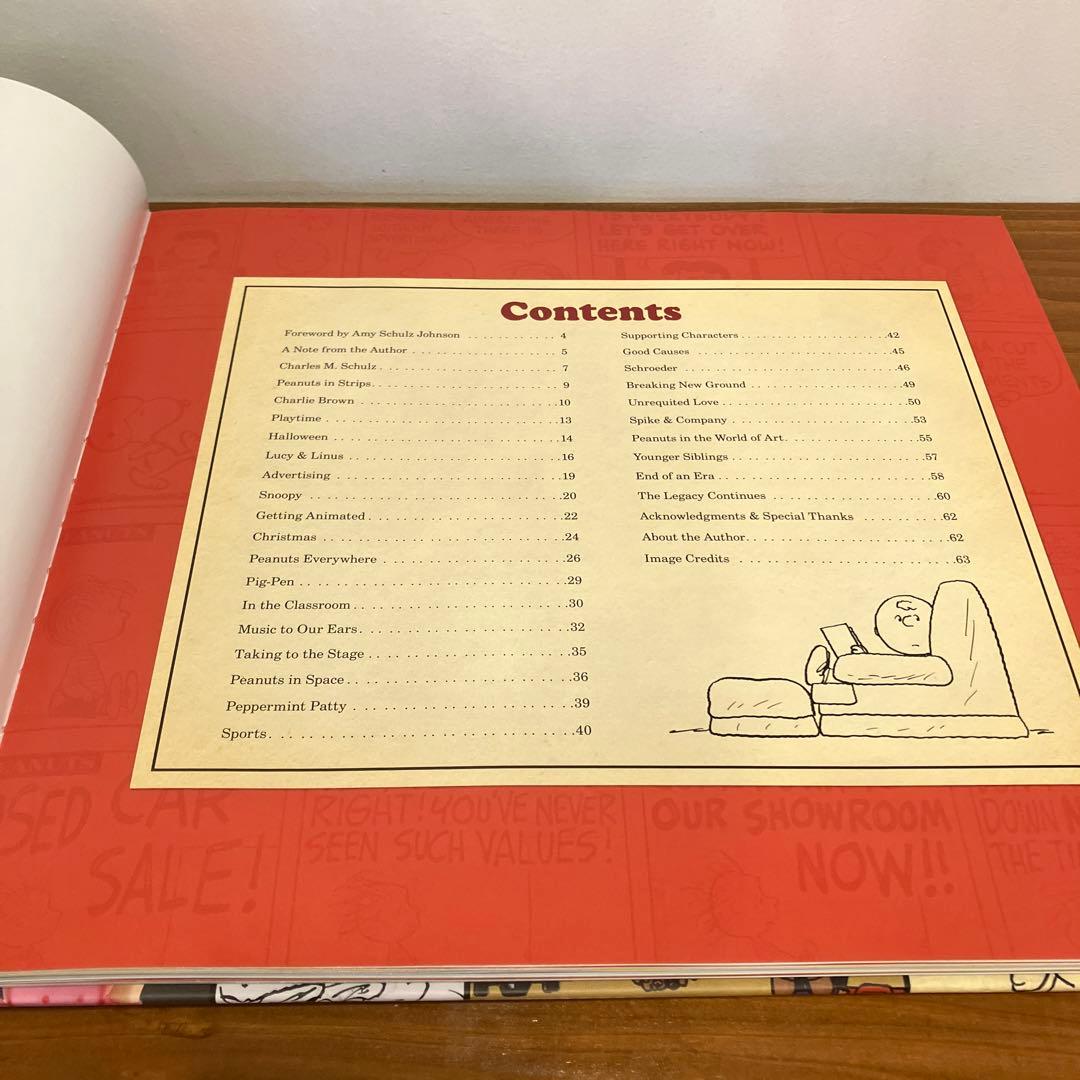 LET'S GET OVER
HERE RIGHT NOW!
Contents
Foreword by Amy Schulz Johnson . . . . . . . . . . . 4
A Note from the Author . . . . . . . . . . . . . . . . . 5
Charles M. Schulz . . . . . . . . . . . . . . . . . . . . . 7
Peanuts in Strips. . . . . . . . . . . . . . . . . . . . . . 9
Charlie Brown . . . . . . . . . . . . . . . . . . . . . . .10
Playtime . . . . . . . . . . . . . . . . . . . . . . . . . . 13
Halloween . . . . . . . . . . . . . . . . . . . . . . . . . 14
Lucy & Linus . . . . . . . . . . . . . . . . . . . . . . . 16
Advertising . . . . . . . . . . . . . . . . . . . . . . . . .19
Snoopy . . . . . . . . . . . . . . . . . . . . . . . . . . .20
Getting Animated . . . . . . . . . . . . . . . . . . . . .22
Christmas . . . . . . . . . . . . . . . . . . . . . . . . . .24
Peanuts Everywhere . . . . . . . . . . . . . . . . . . .26
Pig-Pen . . . . . . . . . . . . . . . . . . . . . . . . . . .29
In the Classroom . . . . . . . . . . . . . . . . . . . . .30
Music to Our Ears. . . . . . . . . . . . . . . . . . . . .32
Taking to the Stage . . . . . . . . . . . . . . . . . . . .35
Peanuts in Space . . . . . . . . . . . . . . . . . . . . . .36
Peppermint Patty . . . . . . . . . . . . . . . . . . . . .39
Sports. . . . . . . . . . . . . . . . . . . . . . . . . . . . .40
Supporting Characters . . . . . . . . . . . . . . . . . .42
Good Causes . . . . . . . . . . . . . . . . . . . . . . . .45
Schroeder . . . . . . . . . . . . . . . . . . . . . . . . . .46
Breaking New Ground . . . . . . . . . . . . . . . . . .49
Unrequited Love . . . . . . . . . . . . . . . . . . . . . .50
Spike & Company . . . . . . . . . . . . . . . . . . . . .53
Peanuts in the World of Art. . . . . . . . . . . . . . .55
Younger Siblings . . . . . . . . . . . . . . . . . . . . . .57
End of an Era . . . . . . . . . . . . . . . . . . . . . . . .58
The Legacy Continues . . . . . . . . . . . . . . . . . .60
Acknowledgments & Special Thanks . . . . . . . . .62
About the Author. . . . . . . . . . . . . . . . . . . . . .62
Image Credits . . . . . . . . . . . . . . . . . . . . . . . .63
PEANUTS
PEANUTS
USED CAR
SALE!
RIGHT! YOU'VE NEVER
SEEN SUCH VALUES!
OUR SHOWROOM
NOW!!
DOWN
THE